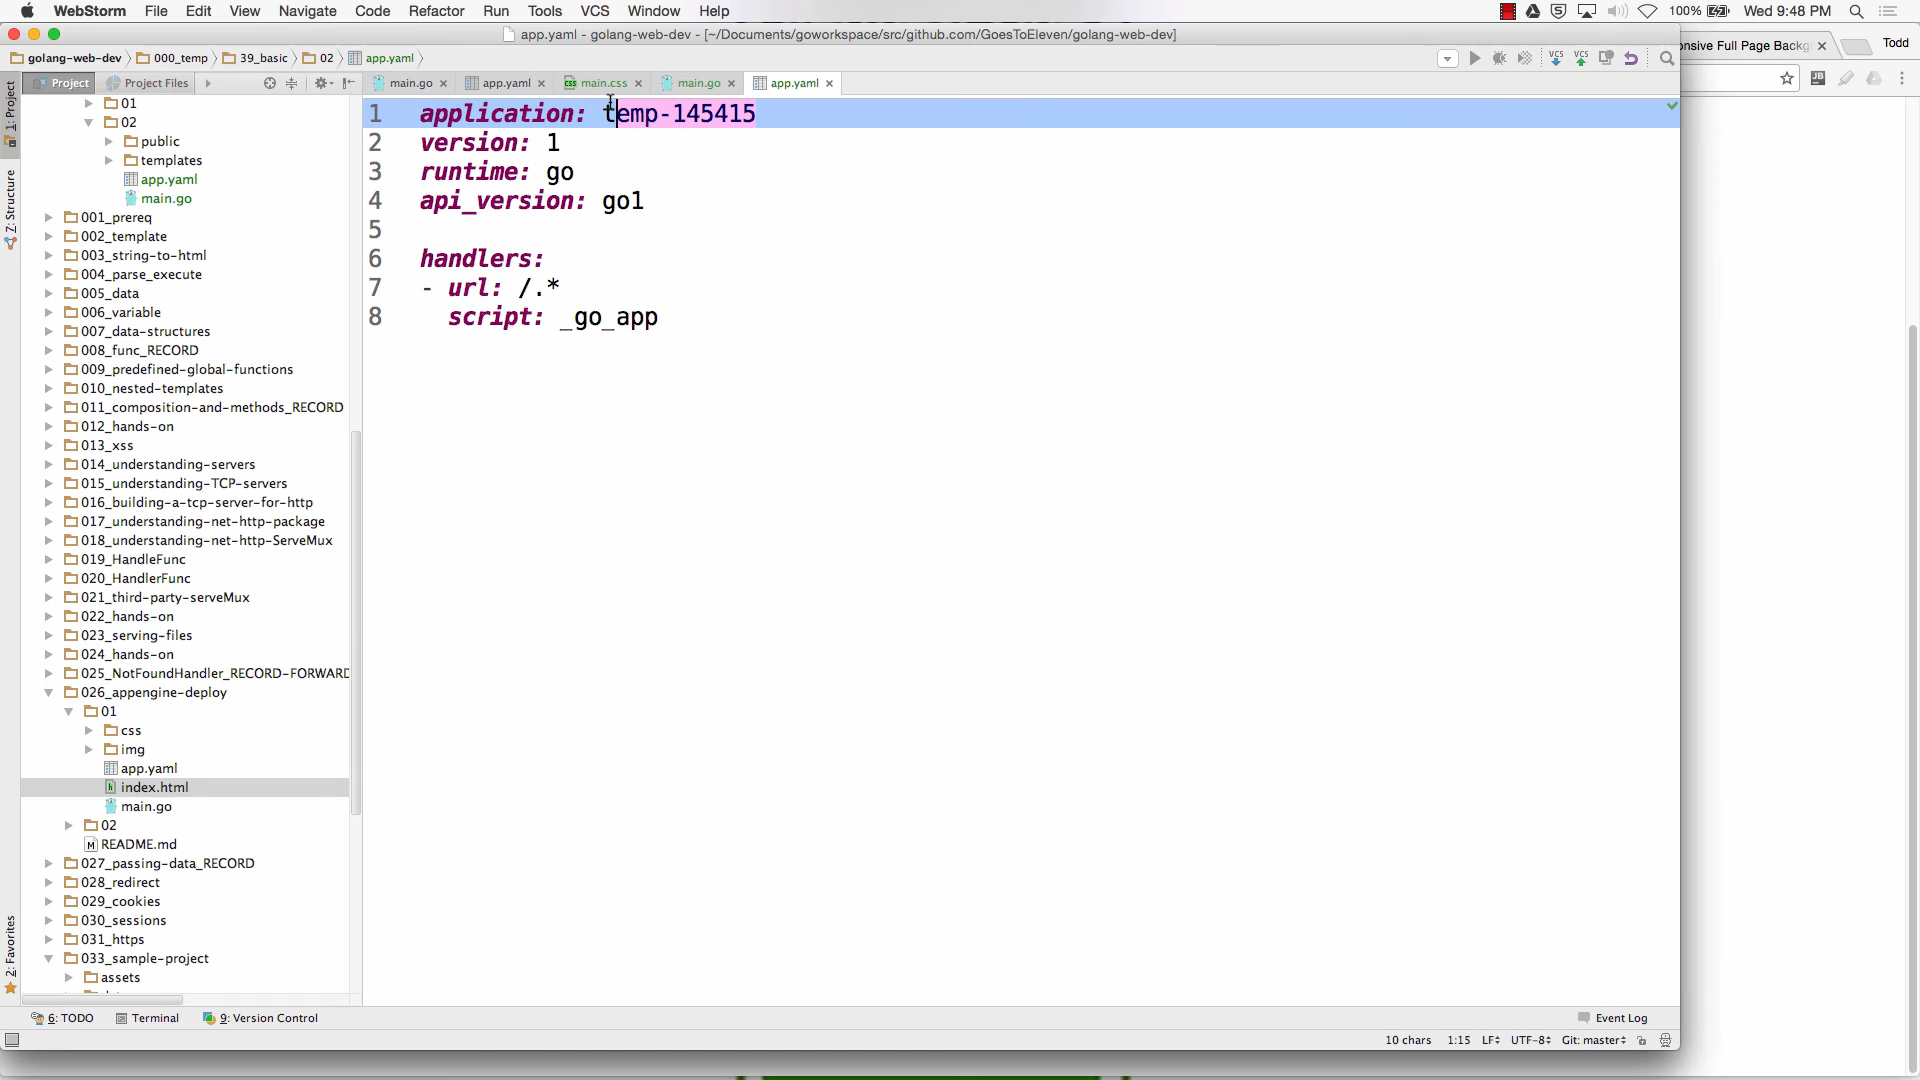 WebStorm File Edit View Navigate Code Refactor Run Tools VCS Window Help 100% Wed 9:48 PM
app.yaml - golang-web-dev - [~/Documents/goworkspace/src/github.com/GoesToEleven/golang-web-dev]
golang-web-dev 000_temp 39_basic 02 app.yaml
nsive Full Page Backg Todd
Project Project Files main.go app.yaml main.css main.go app.yaml
1: Project
Z: Structure
2: Favorites
01
02
public
templates
app.yaml
main.go
001_prereq
002_template
003_string-to-html
004_parse_execute
005_data
006_variable
007_data-structures
008_func_RECORD
009_predefined-global-functions
010_nested-templates
011_composition-and-methods_RECORD
012_hands-on
013_xss
014_understanding-servers
015_understanding-TCP-servers
016_building-a-tcp-server-for-http
017_understanding-net-http-package
018_understanding-net-http-ServeMux
019_HandleFunc
020_HandlerFunc
021_third-party-serveMux
022_hands-on
023_serving-files
024_hands-on
025_NotFoundHandler_RECORD-FORWARD
026_appengine-deploy
01
css
img
app.yaml
index.html
main.go
02
README.md
027_passing-data_RECORD
028_redirect
029_cookies
030_sessions
031_https
033_sample-project
assets
1 application: temp-145415
2 version: 1
3 runtime: go
4 api_version: go1
5
6 handlers:
7 - url: /.*
8 script: _go_app
6: TODO Terminal 9: Version Control Event Log
10 chars 1:15 LF UTF-8 Git: master